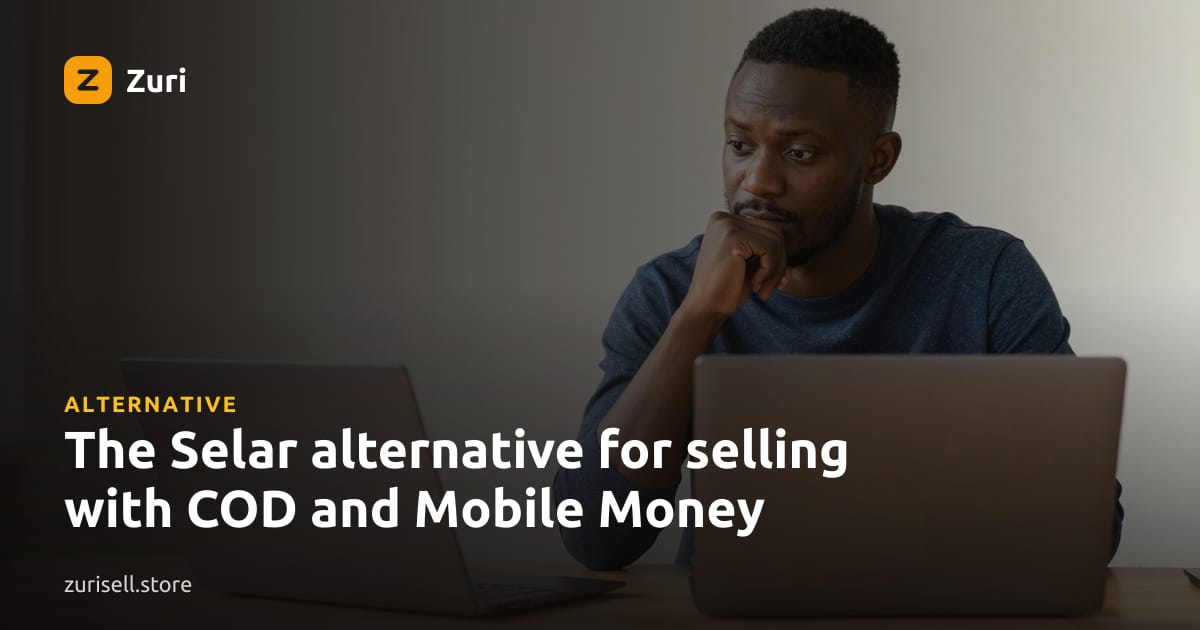 Z Zuri
ALTERNATIVE
The Selar alternative for selling
with COD and Mobile Money
zurisell.store